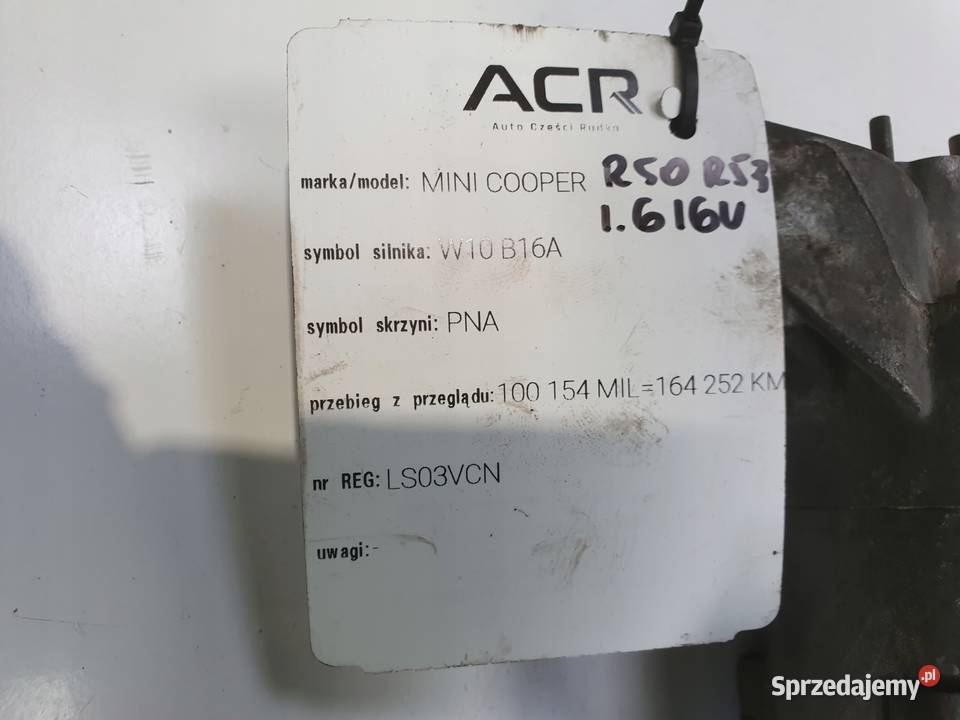 ACR
Auto Części Rudka
marka/model: MINI COOPER R50 R53
1.6 16V
symbol silnika: W10 B16A
symbol skrzyni: PNA
przebieg z przeglądu: 100 154 MIL=164 252 KM
nr REG: LS03VCN
uwagi:-
Sprzedajemy.pl